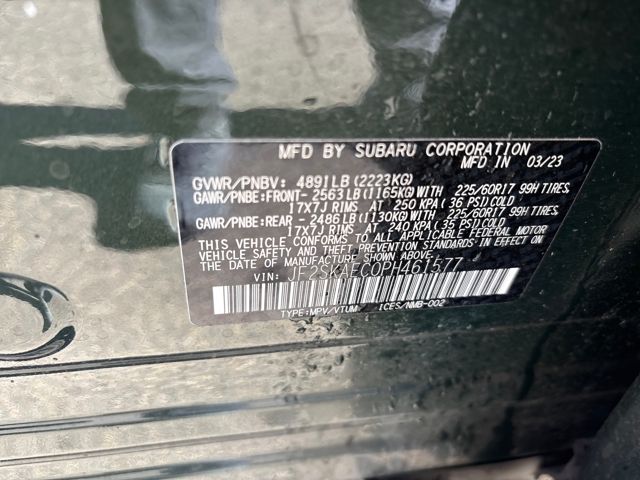 MFD BY SUBARU CORPORATION
MFD IN 03/23
GVWR/PNBV: 4891LB(2223KG)
GAWR/PNBE:FRONT- 2563LB(1165KG)WITH 225/60R17 99H TIRES
17X7J RIMS AT 250 KPA(36 PSI)COLD
GAWR/PNBE:REAR -2486LB(1130KG)WITH 225/60R17 99H TIRES
17X7J RIMS AT 240 KPA(35 PSI)COLD
THIS VEHICLE CONFORMS TO ALL APPLICABLE FEDERAL MOTOR
VEHICLE SAFETY AND THEFT PREVENTION STANDARDS
IN EFFECT ON THE DATE OF MANUFACTURE SHOWN ABOVE.
VIN: JF2SKAEC0PH461577
TYPE:MPV/VTUM ICES/NMB-002